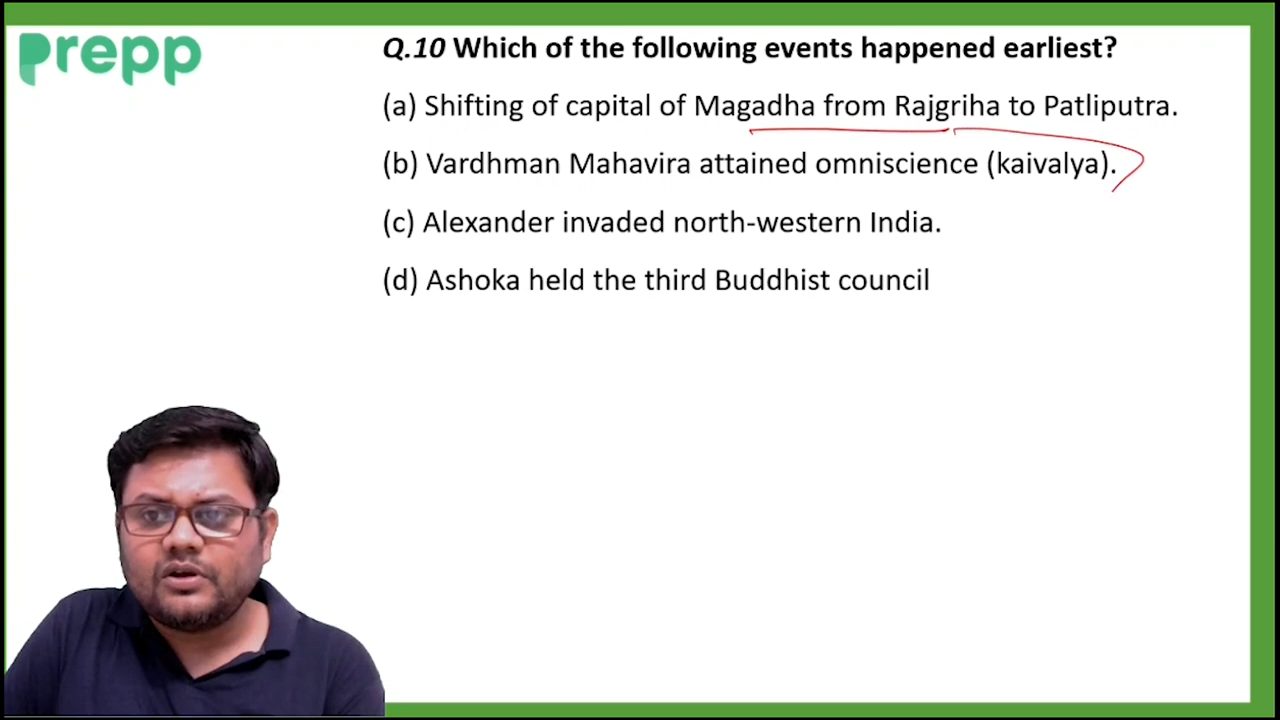 prepp
Q.10 Which of the following events happened earliest?
(a) Shifting of capital of Magadha from Rajgriha to Patliputra.
(b) Vardhman Mahavira attained omniscience (kaivalya).
(c) Alexander invaded north-western India.
(d) Ashoka held the third Buddhist council